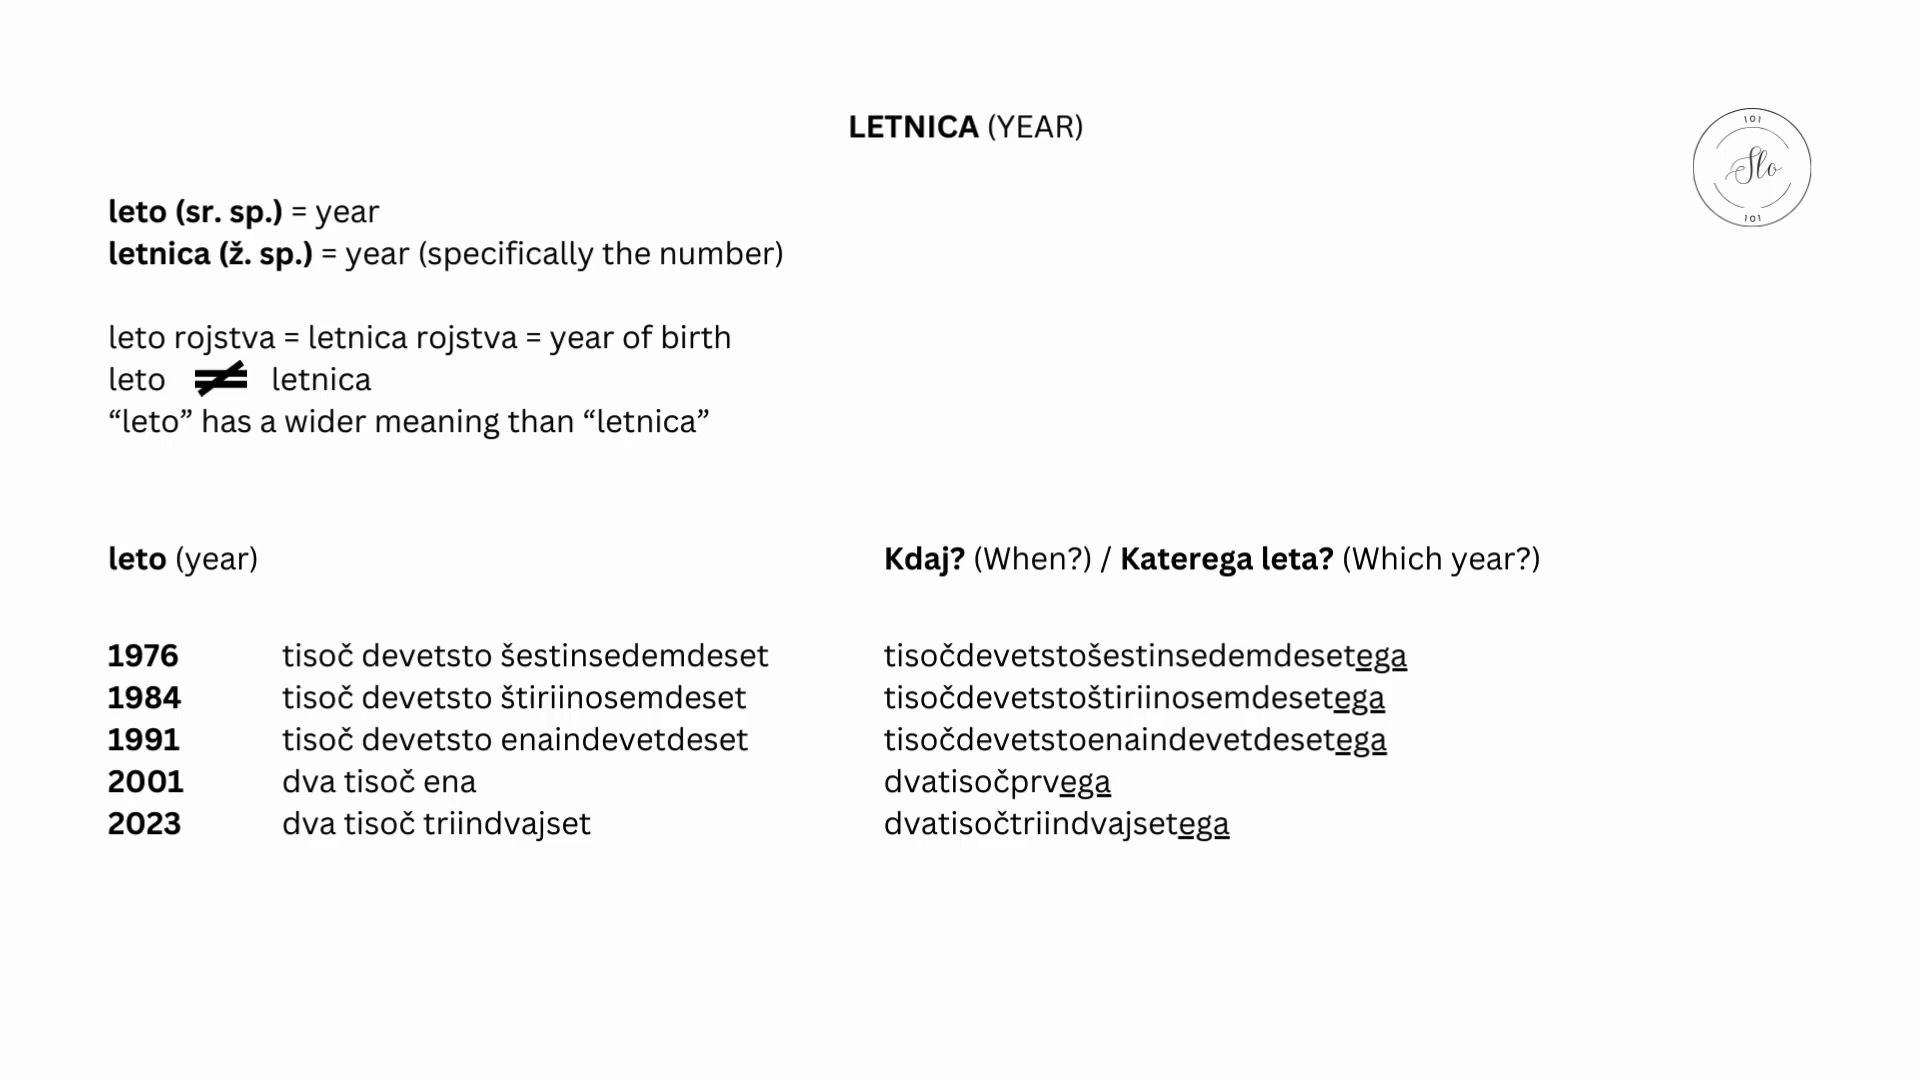 LETNICA (YEAR)
101
Slo
101
leto (sr. sp.) = year
letnica (ž. sp.) = year (specifically the number)
leto rojstva = letnica rojstva = year of birth
leto ≠ letnica
“leto” has a wider meaning than “letnica”
leto (year)
Kdaj? (When?) / Katerega leta? (Which year?)
1976 tisoč devetsto šestinsedemdeset tisočdevetstošestinsedemdesetega
1984 tisoč devetsto štiriinosemdeset tisočdevetstoštiriinosemdesetega
1991 tisoč devetsto enaindevetdeset tisočdevetstoenaindevetdesetega
2001 dva tisoč ena dvatisočprvega
2023 dva tisoč triindvajset dvatisočtriindvajsetega